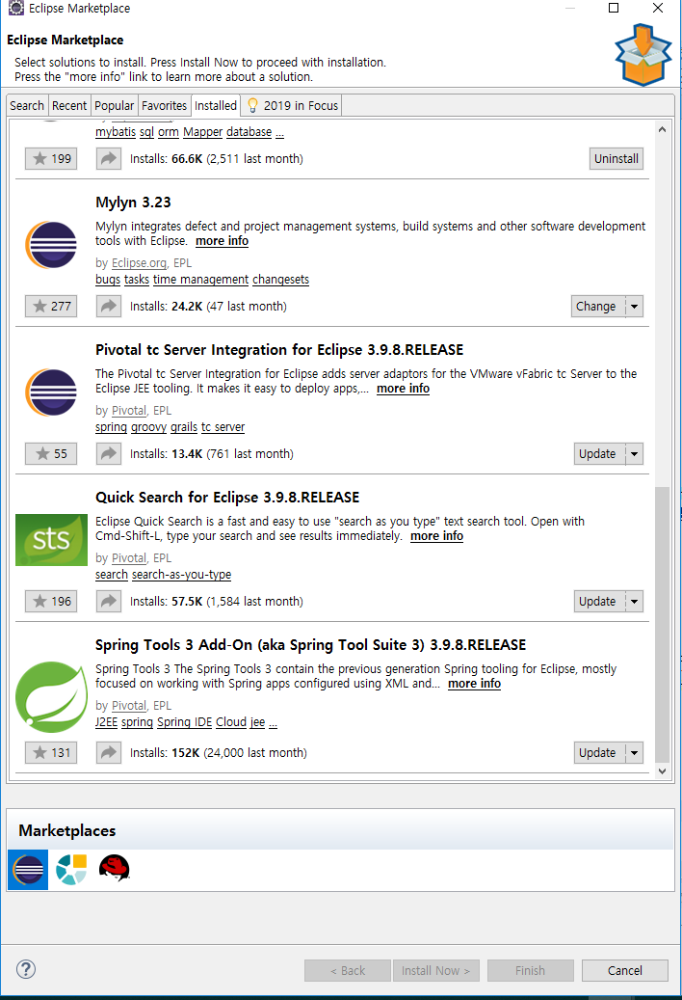 Eclipse Marketplace
Eclipse Marketplace
Select solutions to install. Press Install Now to proceed with installation.
Press the "more info" link to learn more about a solution.
Search Recent Popular Favorites Installed 2019 in Focus
mybatis sql orm Mapper database ...
199 Installs: 66.6K (2,511 last month) Uninstall
Mylyn 3.23
Mylyn integrates defect and project management systems, build systems and other software development
tools with Eclipse. more info
by Eclipse.org, EPL
bugs tasks time management changesets
277 Installs: 24.2K (47 last month) Change
Pivotal tc Server Integration for Eclipse 3.9.8.RELEASE
The Pivotal tc Server Integration for Eclipse adds server adaptors for the VMware vFabric tc Server to the
Eclipse JEE tooling. It makes it easy to deploy apps,... more info
by Pivotal, EPL
spring groovy grails tc server
55 Installs: 13.4K (761 last month) Update
Quick Search for Eclipse 3.9.8.RELEASE
sts
Eclipse Quick Search is a fast and easy to use "search as you type" text search tool. Open with
Cmd-Shift-L, type your search and see results immediately. more info
by Pivotal, EPL
search search-as-you-type
196 Installs: 57.5K (1,584 last month) Update
Spring Tools 3 Add-On (aka Spring Tool Suite 3) 3.9.8.RELEASE
Spring Tools 3 The Spring Tools 3 contain the previous generation Spring tooling for Eclipse, mostly
focused on working with Spring apps configured using XML and... more info
by Pivotal, EPL
J2EE spring Spring IDE Cloud jee ...
131 Installs: 152K (24,000 last month) Update
Marketplaces
? < Back Install Now > Finish Cancel